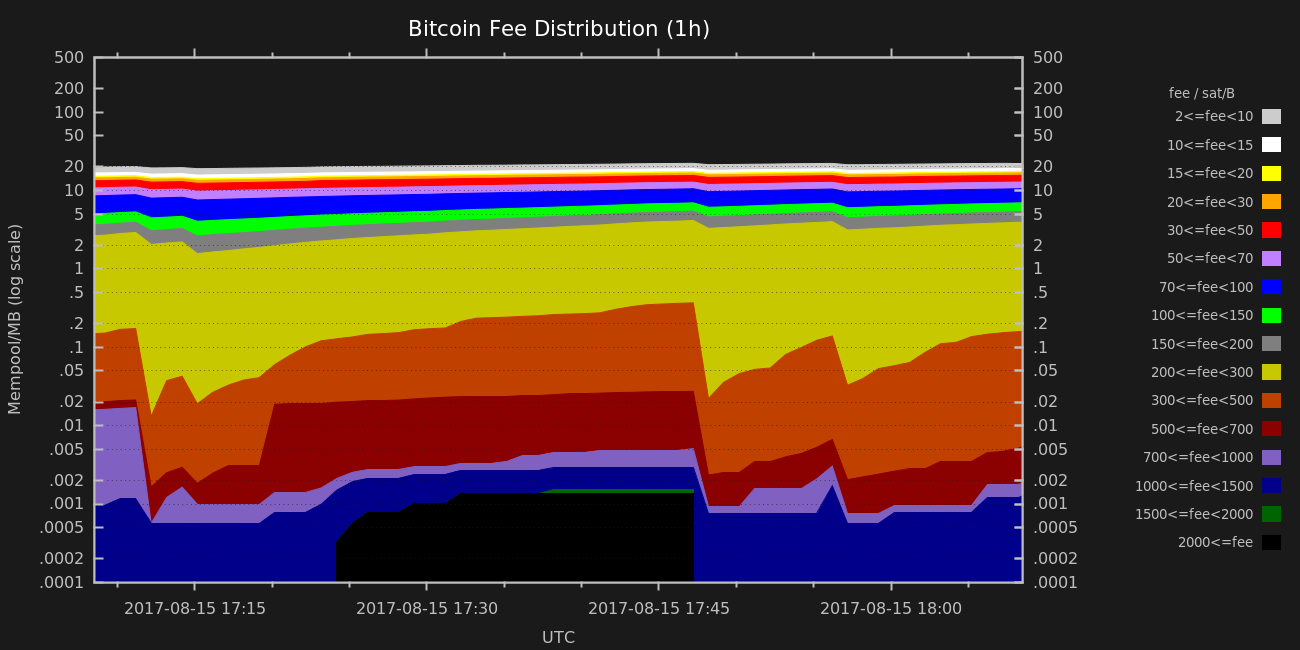 Bitcoin Fee Distribution (1h)
500
200
100
50
20
10
5
2
1
.5
.2
.1
.05
.02
.01
.005
.002
.001
.0005
.0002
.0001
Mempool/MB (log scale)
500
200
100
50
20
10
5
2
1
.5
.2
.1
.05
.02
.01
.005
.002
.001
.0005
.0002
.0001
fee / sat/B
2<=fee<10
10<=fee<15
15<=fee<20
20<=fee<30
30<=fee<50
50<=fee<70
70<=fee<100
100<=fee<150
150<=fee<200
200<=fee<300
300<=fee<500
500<=fee<700
700<=fee<1000
1000<=fee<1500
1500<=fee<2000
2000<=fee
2017-08-15 17:15 2017-08-15 17:30 2017-08-15 17:45 2017-08-15 18:00
UTC